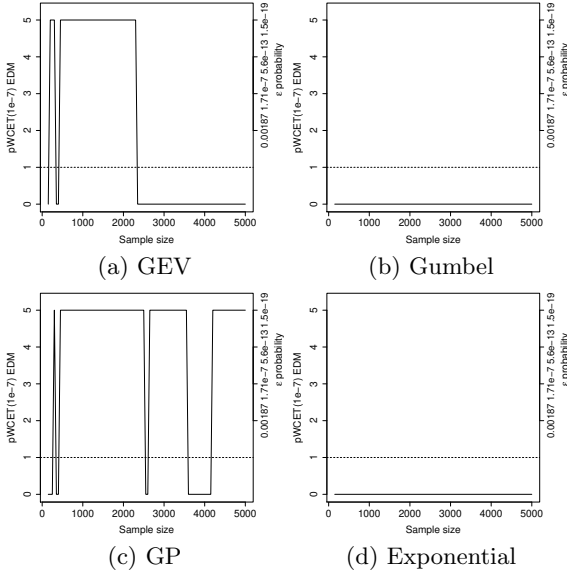 pWCET(1e-7) EDM
0 1 2 3 4 5
0 1000 2000 3000 4000 5000
Sample size
0.00187 1.71e-7 5.6e-13 1.5e-19
ε probability
(a) GEV
pWCET(1e-7) EDM
0 1 2 3 4 5
0 1000 2000 3000 4000 5000
Sample size
0.00187 1.71e-7 5.6e-13 1.5e-19
ε probability
(b) Gumbel
pWCET(1e-7) EDM
0 1 2 3 4 5
0 1000 2000 3000 4000 5000
Sample size
0.00187 1.71e-7 5.6e-13 1.5e-19
ε probability
(c) GP
pWCET(1e-7) EDM
0 1 2 3 4 5
0 1000 2000 3000 4000 5000
Sample size
0.00187 1.71e-7 5.6e-13 1.5e-19
ε probability
(d) Exponential